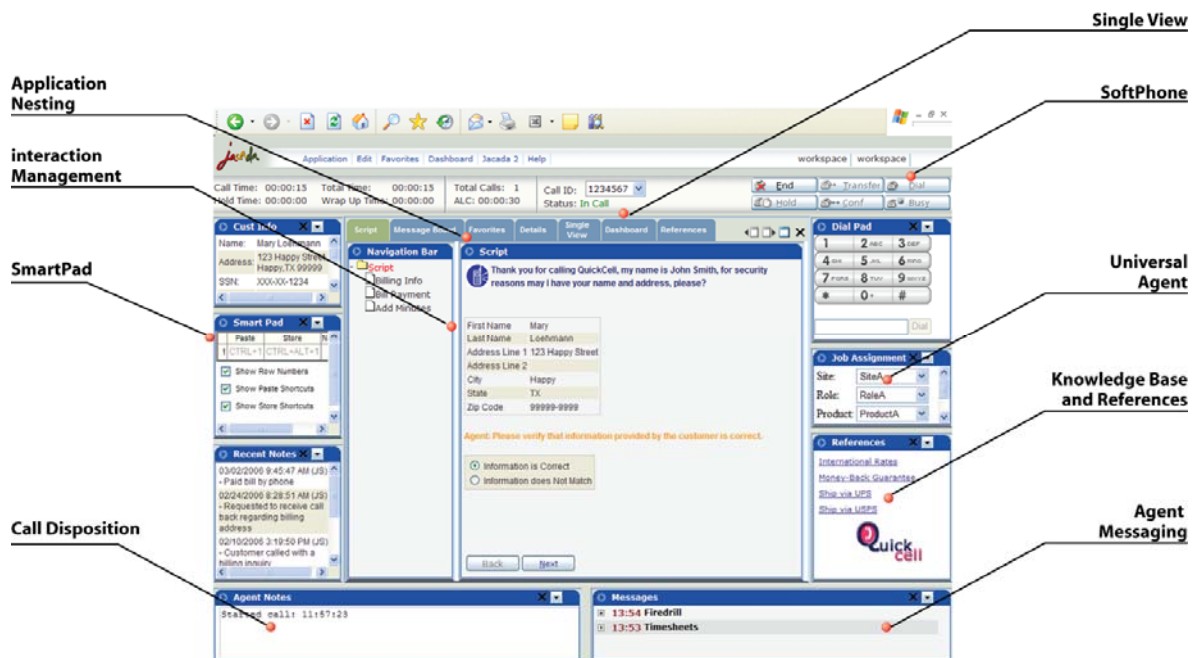 Single View
Application
Nesting
SoftPhone
interaction
Management
jacada
Application Edit Favorites Dashboard Jacada 2 Help
workspace workspace
Call Time: 00:00:15 Total Time: 00:00:15 Total Calls: 1 Call ID: 1234567
End Transfer Dial
Hold Time: 00:00:00 Wrap Up Time: 00:00:00 ALC: 00:00:30 Status: In Call
Hold Conf Busy
Cust Info
Name: Mary Loehmann
Address: 123 Happy Street
Happy,TX 99999
SSN: XXX-XX-1234
Script Message Board Favorites Details Single View Dashboard References
Navigation Bar
Script
Billing Info
Bill Payment
Add Minutes
Script
Thank you for calling QuickCell, my name is John Smith, for security
reasons may i have your name and address, please?
Dial Pad
1 2 ABC 3 DEF
4 GHI 5 JKL 6 MNO
7 PQRS 8 TUV 9 WXYZ
* 0 + #
Dial
SmartPad
Universal
Agent
Smart Pad
Paste Store N
1 CTRL+1 CTRL+ALT+1
Show Row Numbers
Show Paste Shortcuts
Show Store Shortcuts
First Name Mary
Last Name Loehmann
Address Line 1 123 Happy Street
Address Line 2
City Happy
State TX
Zip Code 99999-9999
Agent: Please verify that information provided by the customer is correct.
Information is Correct
Information does Not Match
Back Next
Job Assignment
Site: SiteA
Role: RoleA
Product: ProductA
Knowledge Base
and References
References
International Rates
Money-Back Guarantee
Ship via UPS
Ship via USPS
Quick
cell
Recent Notes
03/02/2006 9:45:47 AM (JS)
- Paid bill by phone
02/24/2006 8:28:51 AM (JS)
- Requested to receive call
back regarding billing
address
02/10/2006 3:19:50 PM (JS)
- Customer called with a
billing inquiry
Call Disposition
Agent
Messaging
Agent Notes
Started call: 11:57:23
Messages
13:54 Firedrill
13:53 Timesheets